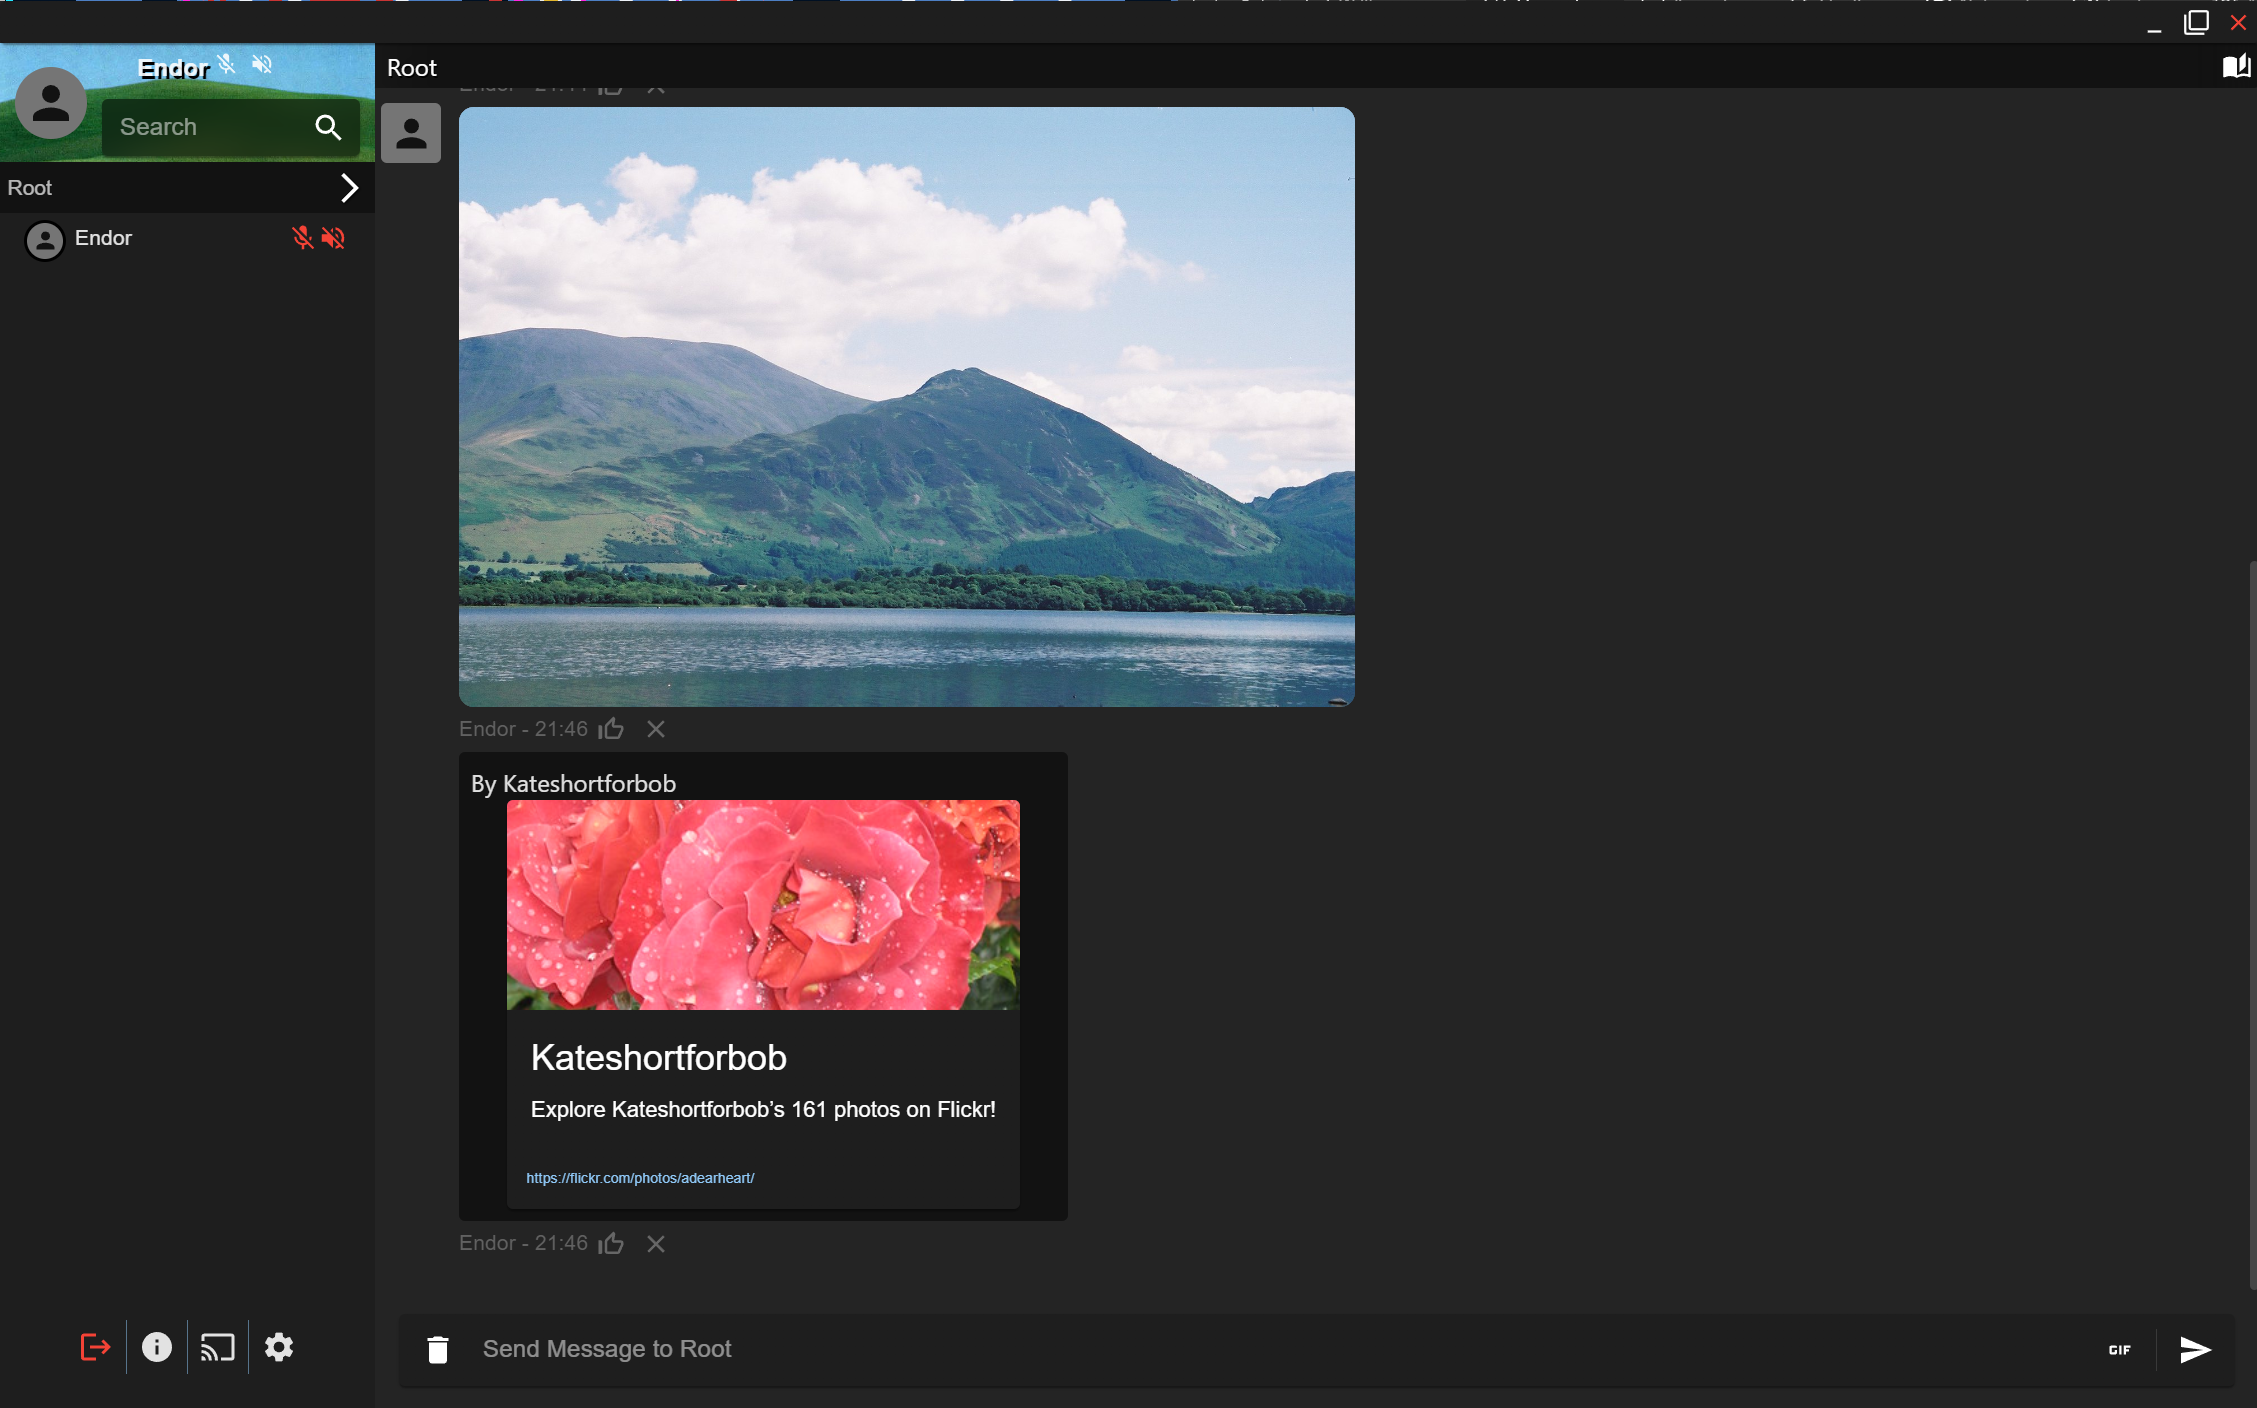 Endor
Search
Root
Endor
Root
Endor - 21:46
By Kateshortforbob
Kateshortforbob
Explore Kateshortforbob’s 161 photos on Flickr!
https://flickr.com/photos/adearheart/
Endor - 21:46
Send Message to Root
GIF